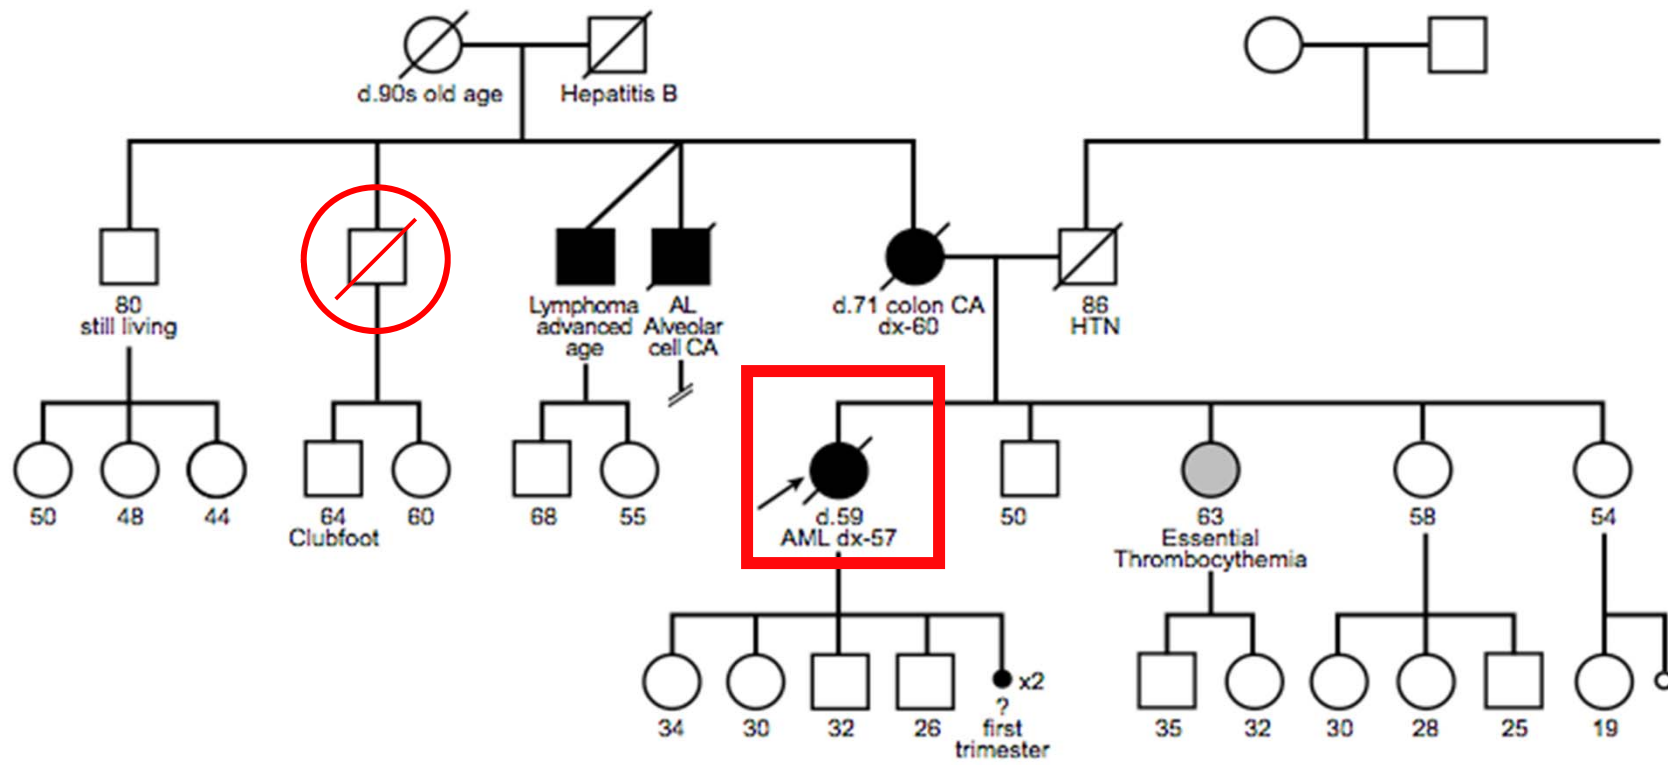 d.90s old age
Hepatitis B
80
still living
Lymphoma
advanced
age
AL
Alveolar
cell CA
d.71 colon CA
dx-60
86
HTN
50
48
44
64
Clubfoot
60
68
55
d.59
AML dx-57
50
63
Essential
Thrombocythemia
58
54
34
30
32
26
x2
?
first
trimester
35
32
30
28
25
19